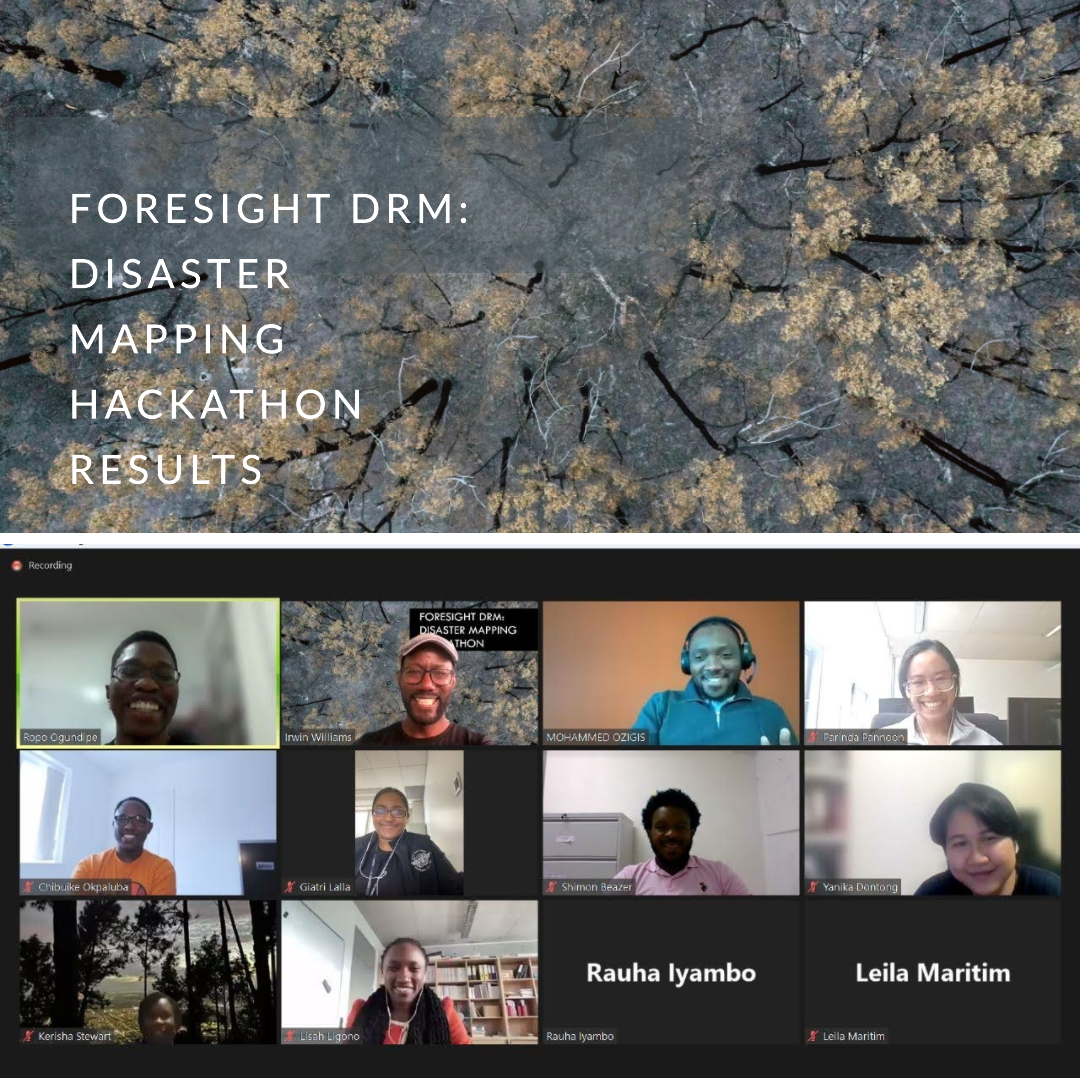 FORESIGHT DRM:
DISASTER
MAPPING
HACKATHON
RESULTS
Recording
Ropo Ogundipe
FORESIGHT DRM:
DISASTER MAPPING
Irwin Williams
MOHAMMED OZIGIS
Parinda Pannoon
Chibuike Okpaluba
Giatri Lalla
Shimon Beazer
Yanika Dontong
Kerisha Stewart
Lisah Ligono
Rauha Iyambo
Rauha Iyambo
Leila Maritim
Leila Maritim